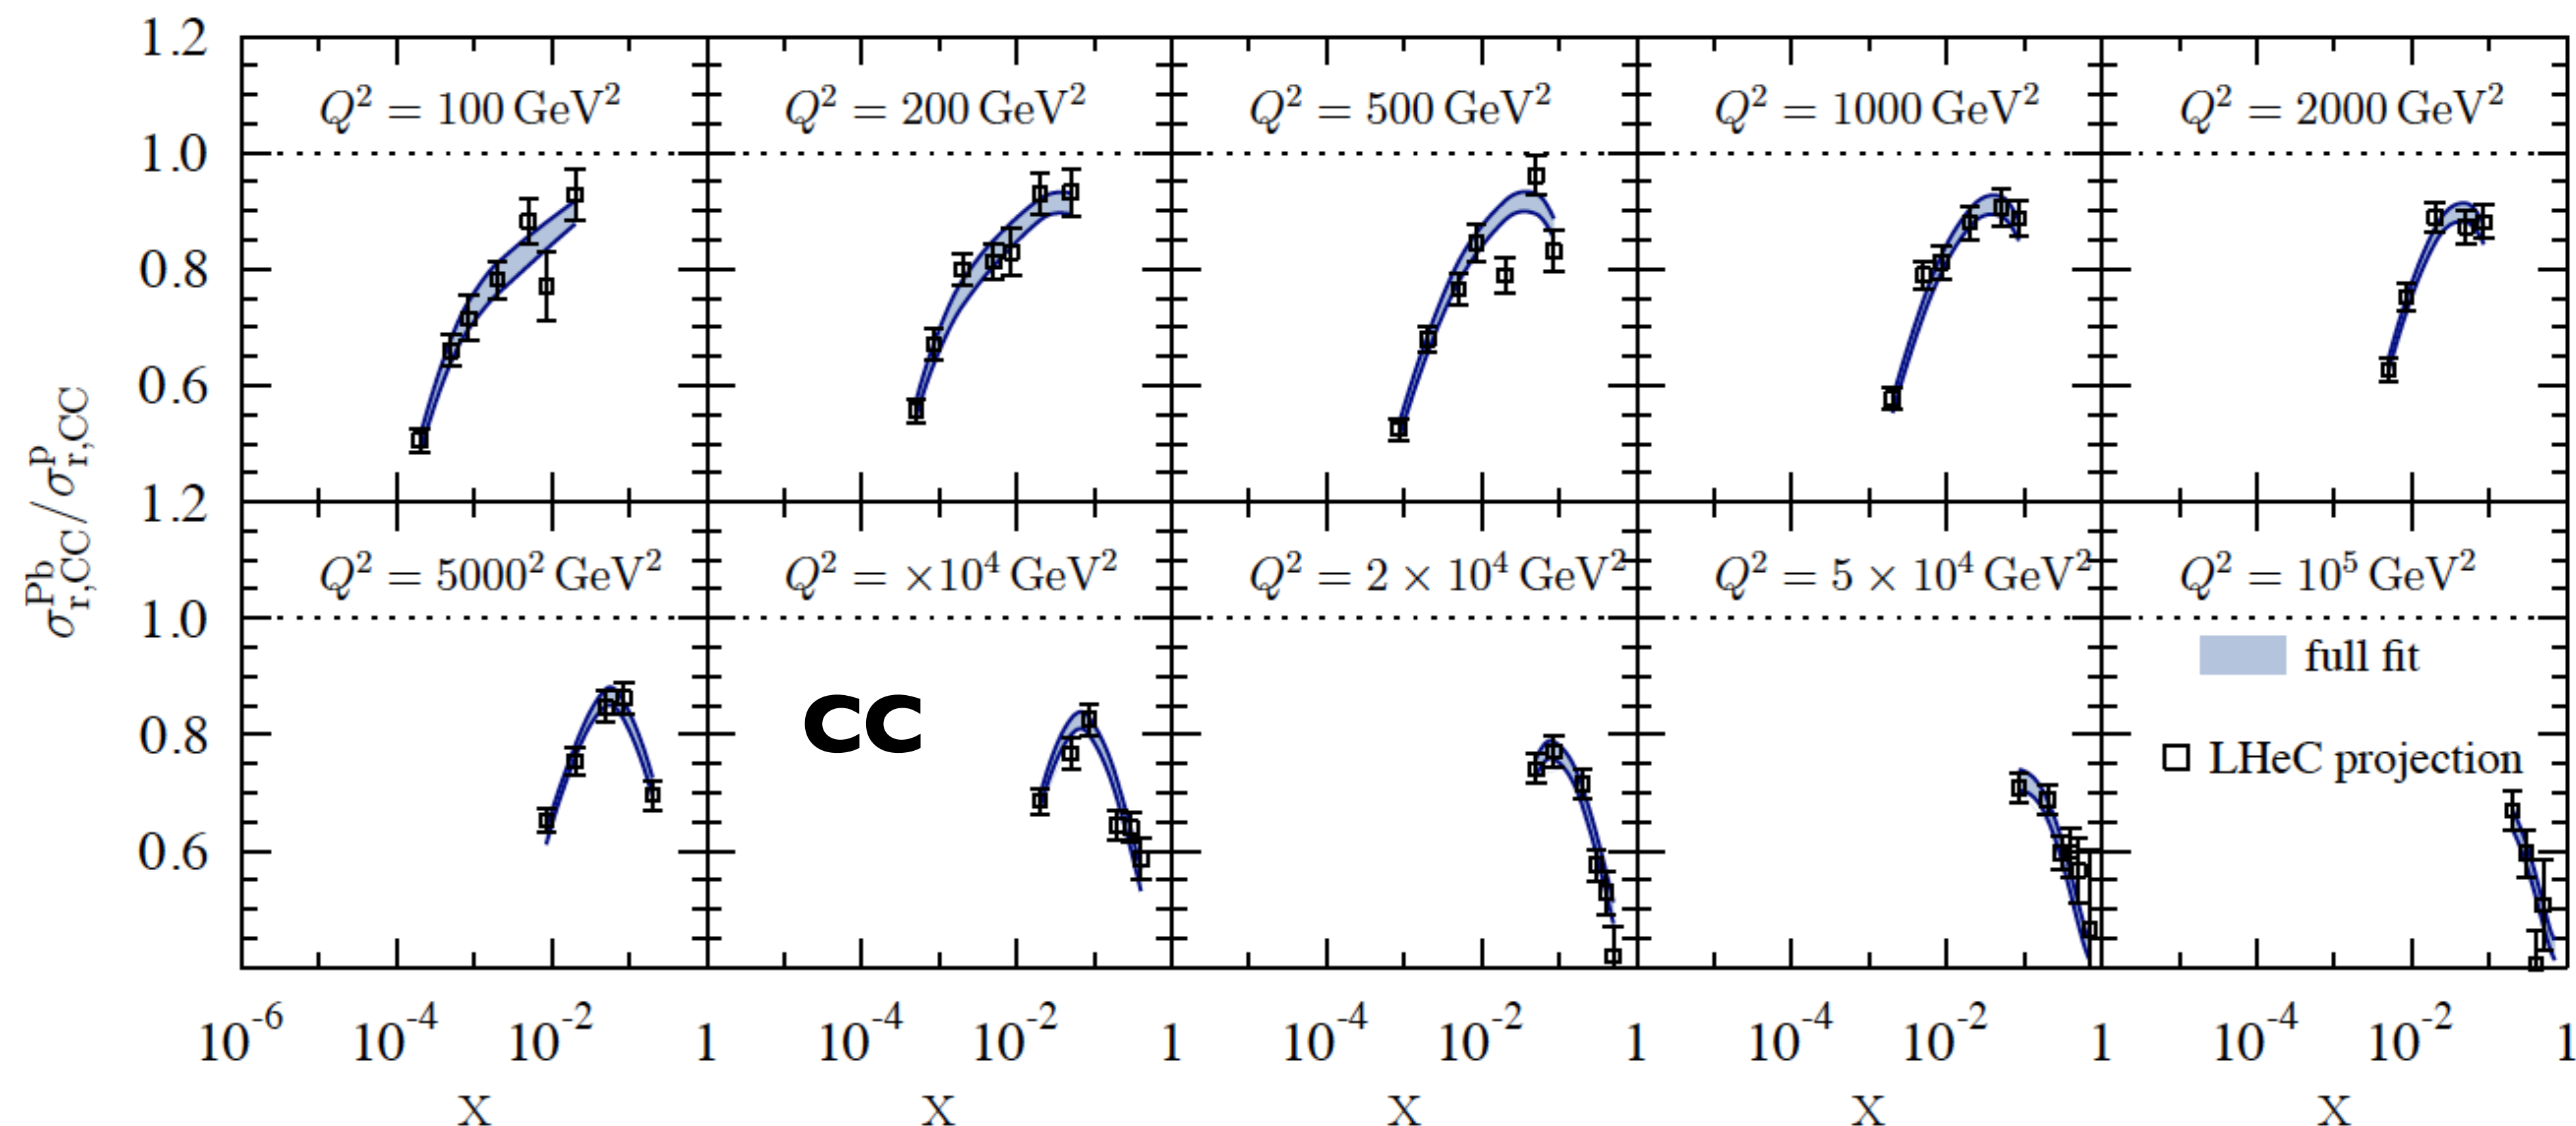 σ^Pb_r,CC/σ^p_r,CC
1.2
1.0
0.8
0.6
Q² = 100 GeV²
Q² = 200 GeV²
Q² = 500 GeV²
Q² = 1000 GeV²
Q² = 2000 GeV²
1.2
1.0
0.8
0.6
Q² = 5000² GeV²
Q² = ×10⁴ GeV²
Q² = 2 × 10⁴ GeV²
Q² = 5 × 10⁴ GeV²
Q² = 10⁵ GeV²
full fit
LHeC projection
CC
10⁻⁶ 10⁻⁴ 10⁻² 1 10⁻⁴ 10⁻² 1 10⁻⁴ 10⁻² 1 10⁻⁴ 10⁻² 1 10⁻⁴ 10⁻² 1
X X X X X